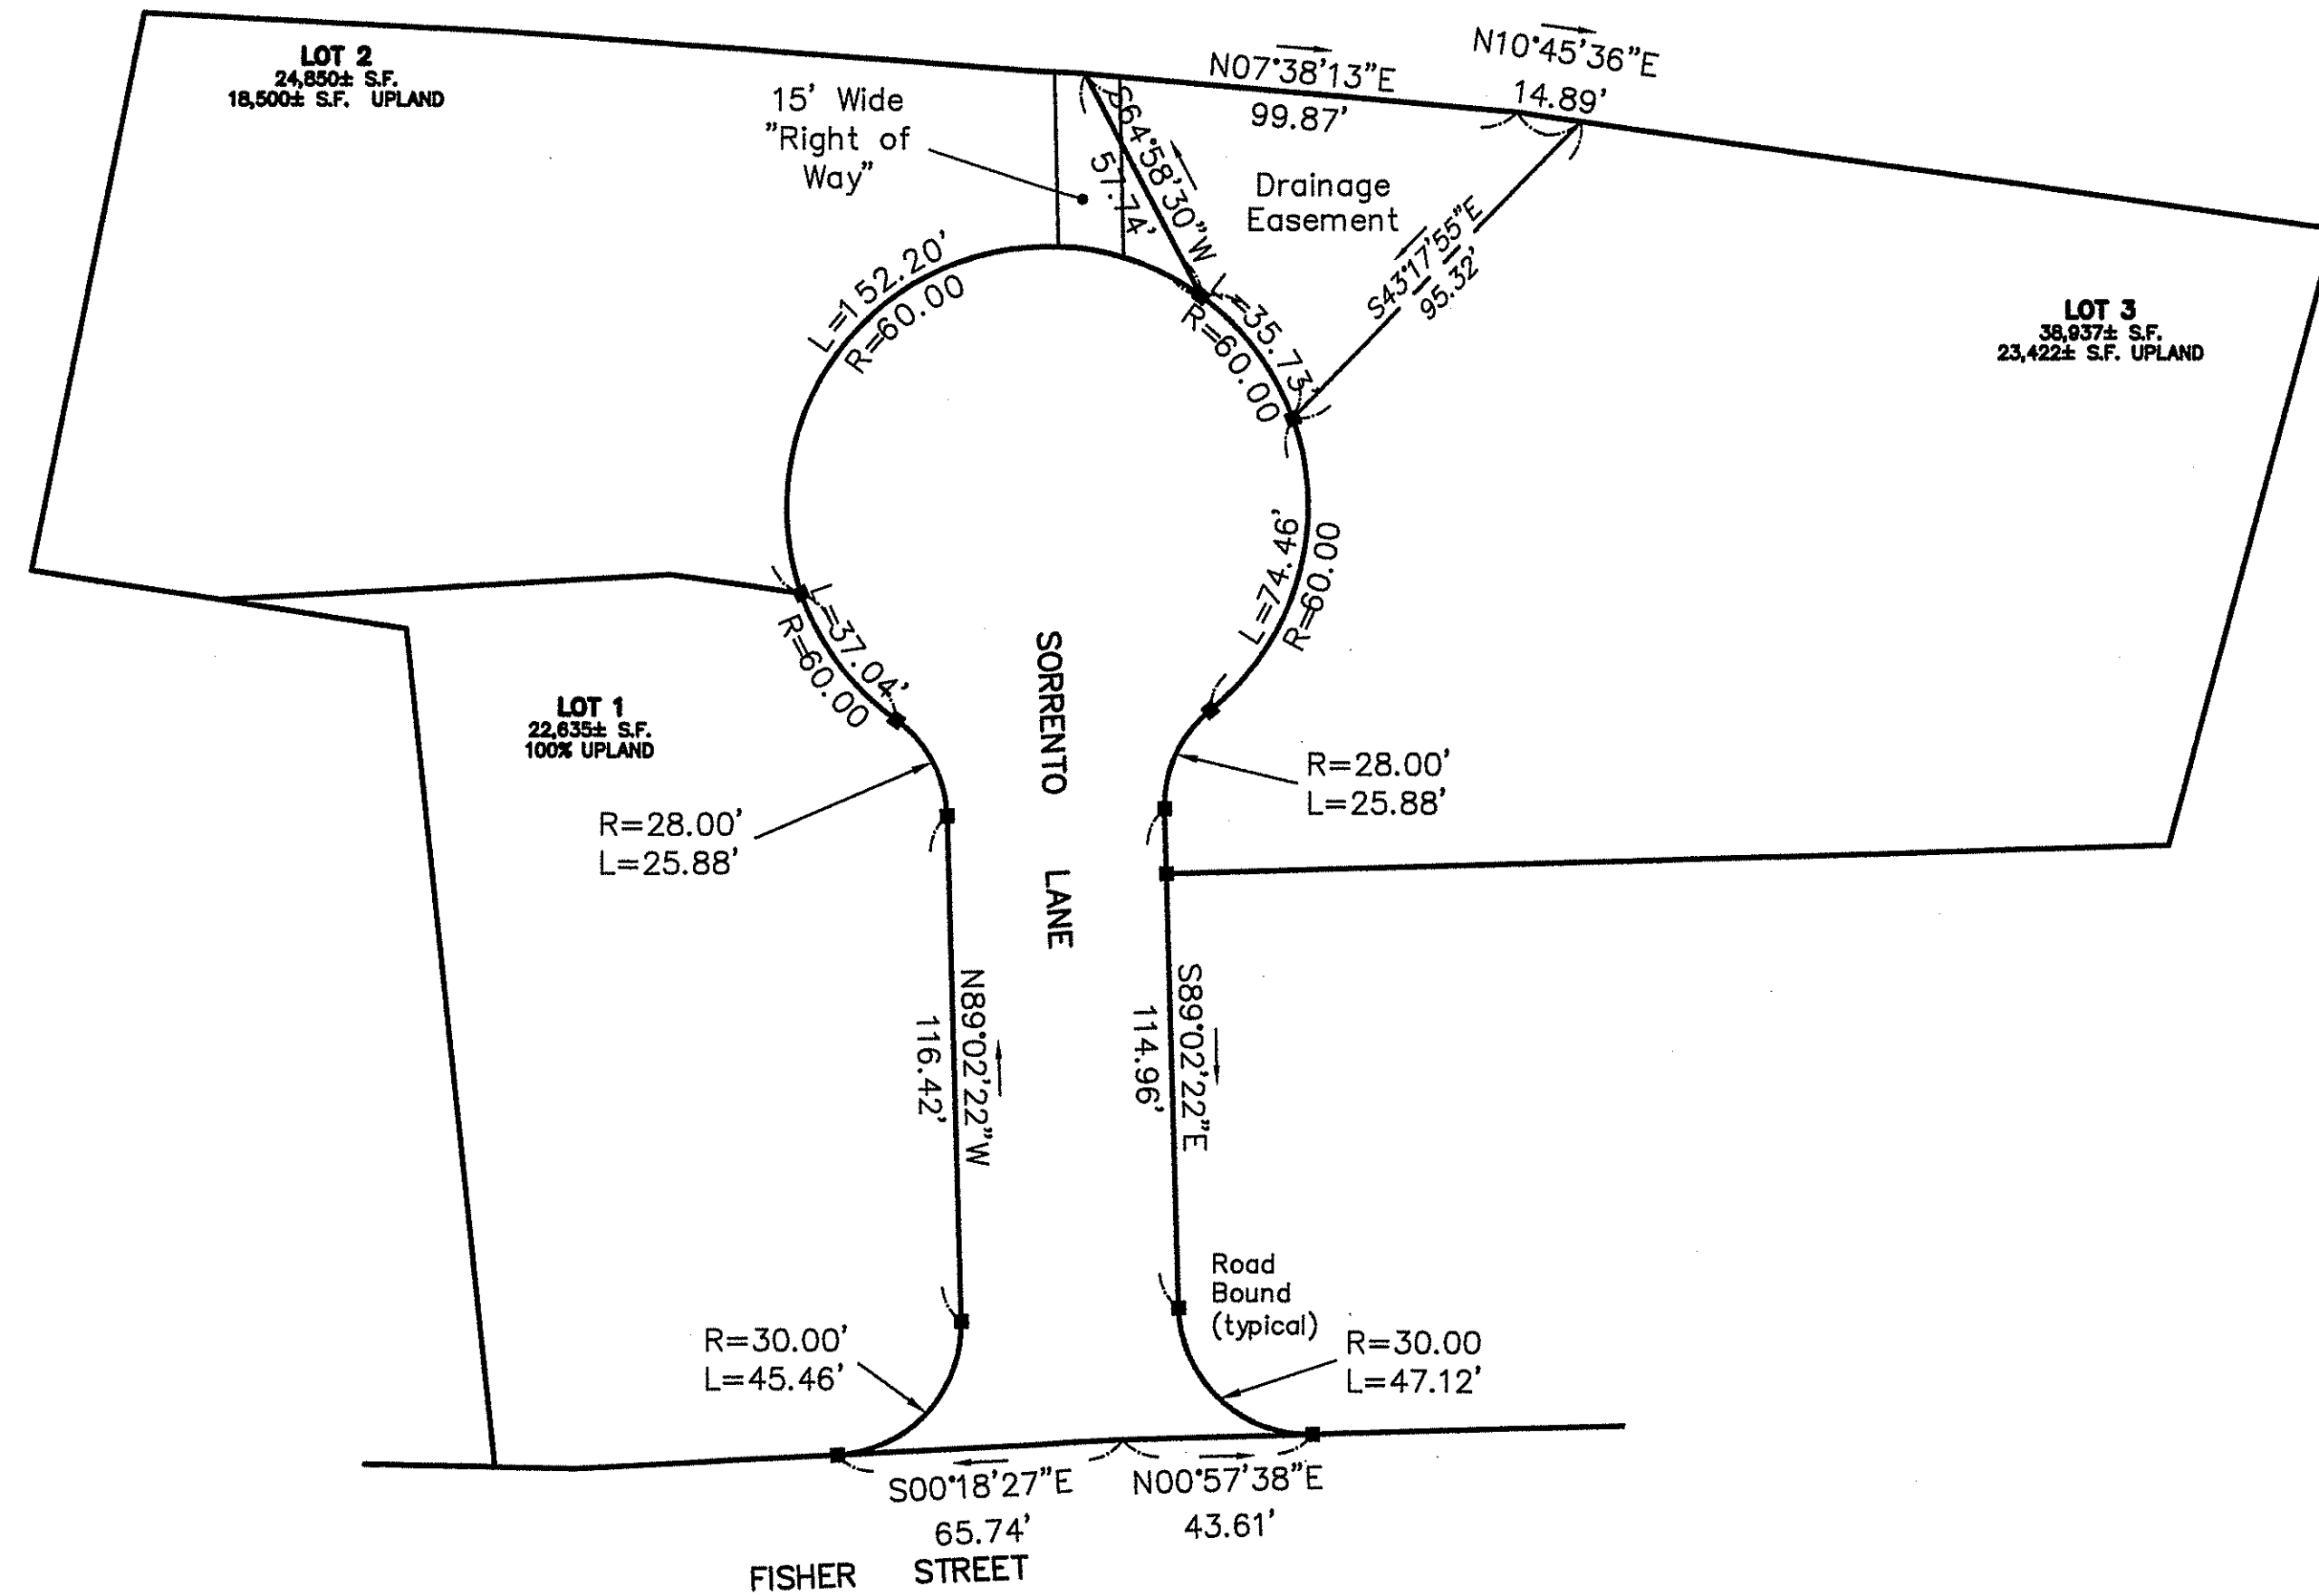 LOT 2
24,850± S.F.
18,500± S.F. UPLAND
15' Wide
"Right of
Way"
N07°38'13"E
99.87'
N10°45'36"E
14.89'
S64°58'30"W
57.74'
Drainage
Easement
S43°17'55"E
95.32'
LOT 3
38,937± S.F.
23,422± S.F. UPLAND
L=152.20'
R=60.00
L=35.73'
R=60.00
L=74.46'
R=60.00
L=37.04'
R=60.00
LOT 1
22,635± S.F.
100% UPLAND
SORRENTO LANE
R=28.00'
L=25.88'
R=28.00'
L=25.88'
N89°02'22"W
116.42'
S89°02'22"E
114.96'
Road
Bound
(typical)
R=30.00'
L=45.46'
R=30.00
L=47.12'
S00°18'27"E
65.74'
N00°57'38"E
43.61'
FISHER STREET